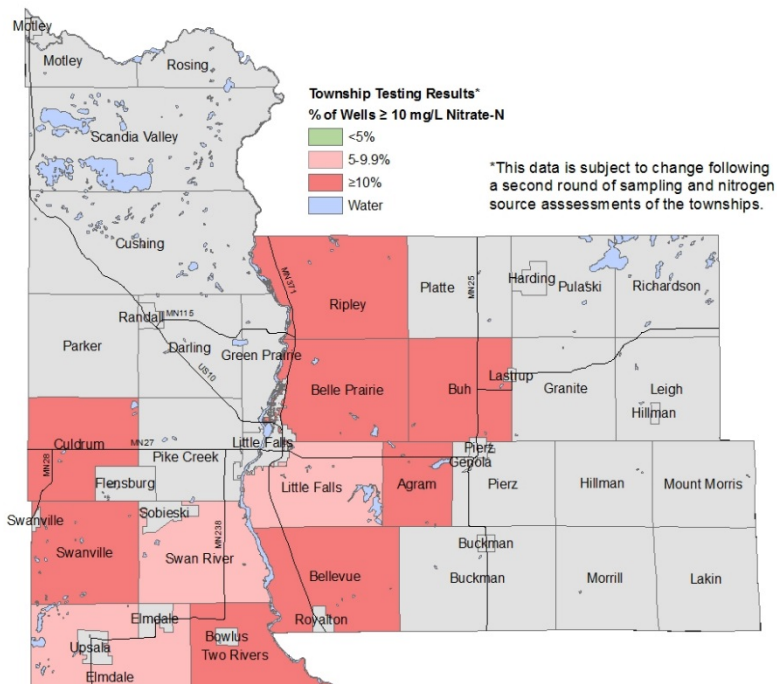 Motley
Motley
Rosing
Township Testing Results*
% of Wells ≥ 10 mg/L Nitrate-N
<5%
5-9.9%
≥10%
Water
*This data is subject to change following
a second round of sampling and nitrogen
source asssessments of the townships.
Scandia Valley
Cushing
MN371
Ripley
Platte
MN25
Harding
Pulaski
Richardson
Randall
MN115
Parker
Darling
Green Prairie
US10
Belle Prairie
Buh
Lastrup
Granite
Leigh
Hillman
Culdrum
MN27
Little Falls
Pike Creek
MN28
Flensburg
Little Falls
Agram
Pierz
Genola
Pierz
Hillman
Mount Morris
Swanville
Sobieski
Swanville
Swan River
MN238
Bellevue
Buckman
Buckman
Morrill
Lakin
Royalton
Elmdale
Upsala
Bowlus
Two Rivers
Elmdale